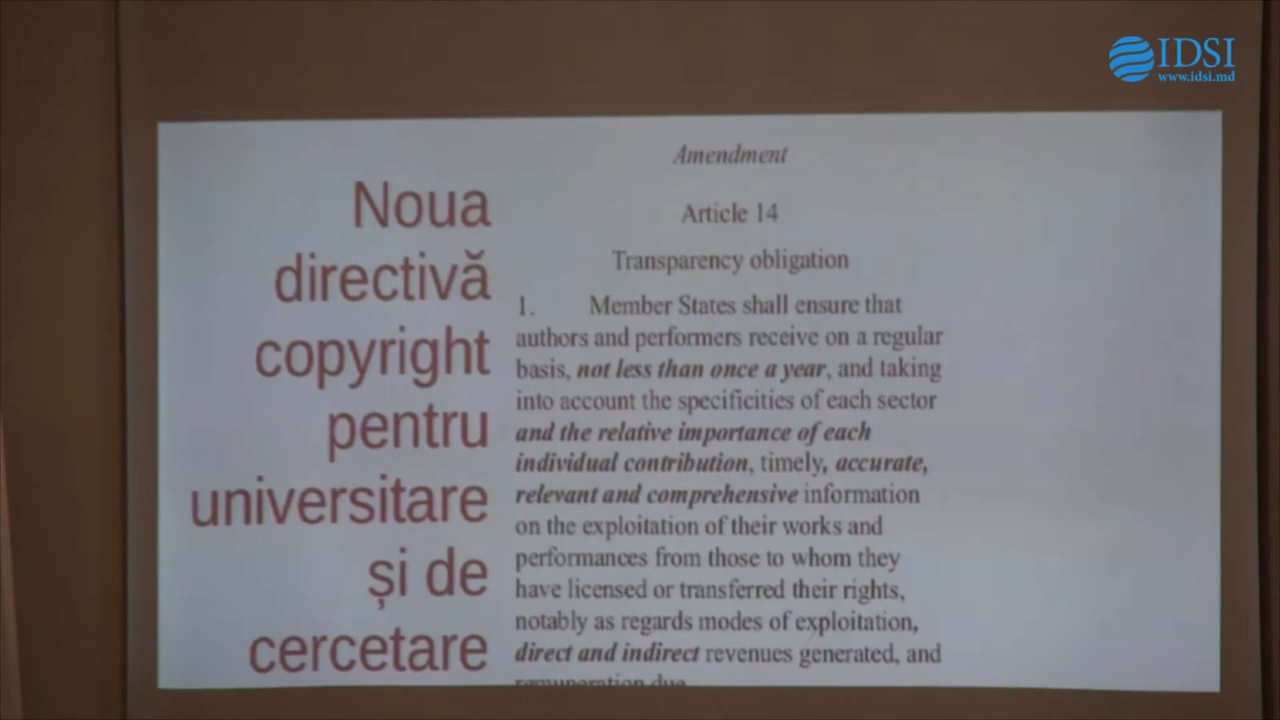 IDSI
www.idsi.md
Noua
directivă
copyright
pentru
universitare
și de
cercetare
Amendment
Article 14
Transparency obligation
1. Member States shall ensure that
authors and performers receive on a regular
basis, not less than once a year, and taking
into account the specificities of each sector
and the relative importance of each
individual contribution, timely, accurate,
relevant and comprehensive information
on the exploitation of their works and
performances from those to whom they
have licensed or transferred their rights,
notably as regards modes of exploitation,
direct and indirect revenues generated, and
remuneration due